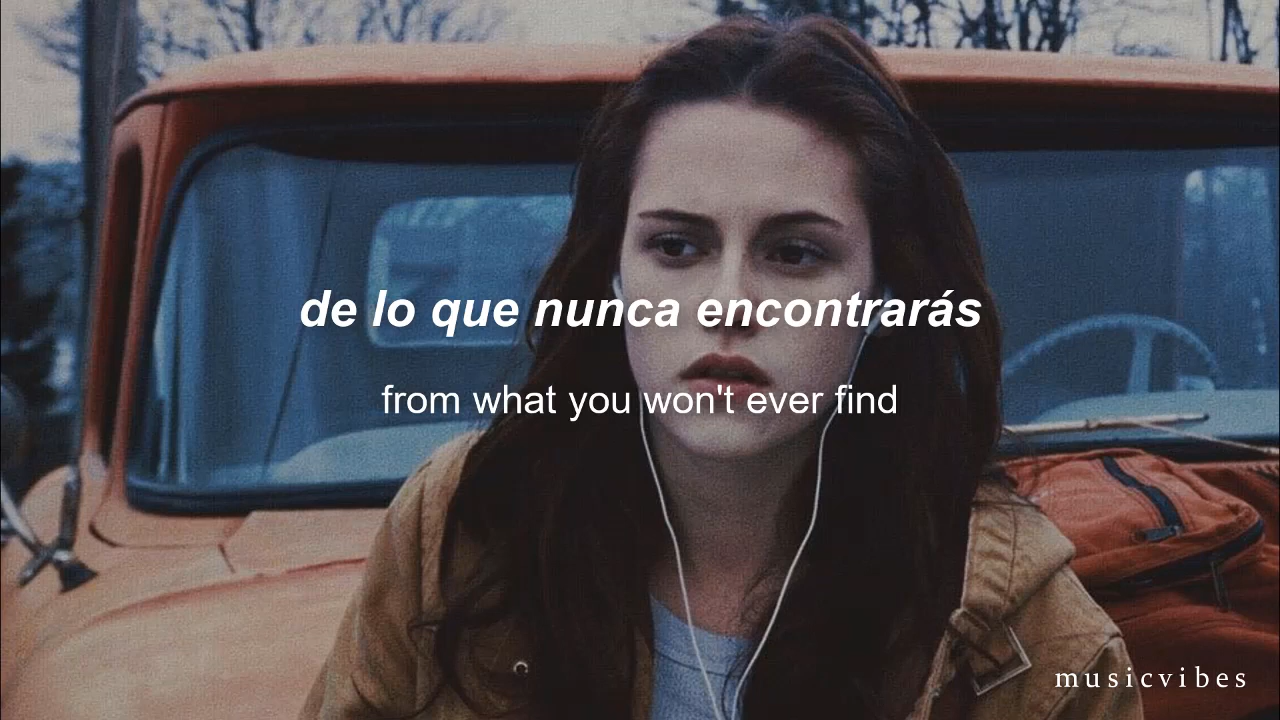 de lo que nunca encontrarás
from what you won't ever find
musicvibes